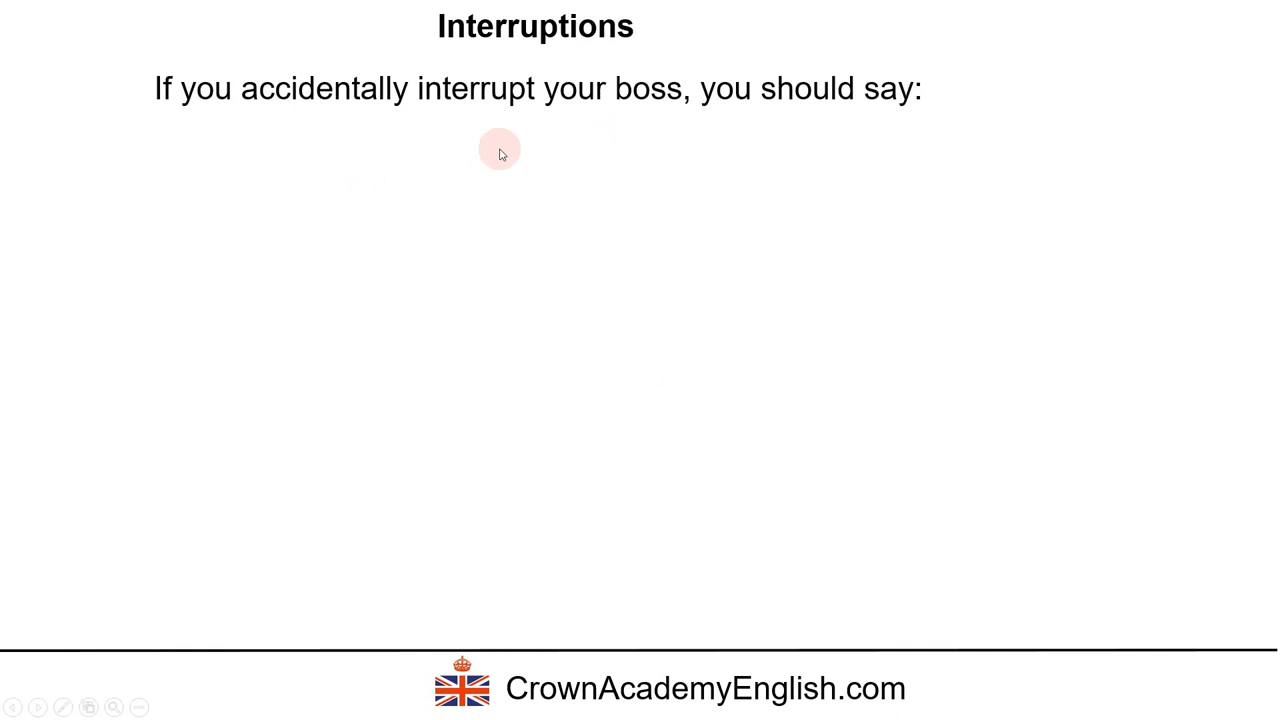 Interruptions
If you accidentally interrupt your boss, you should say:
CrownAcademyEnglish.com